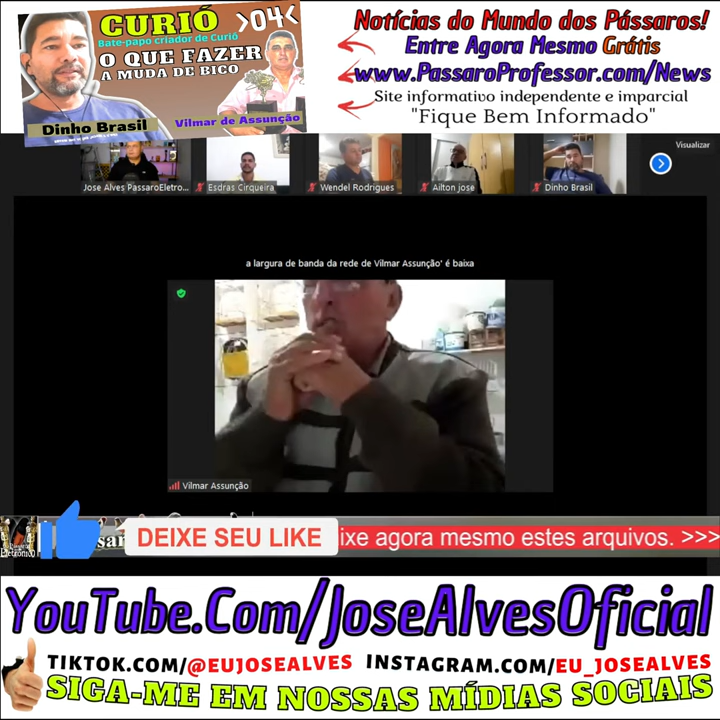 CURIÓ >04<
Bate-papo criador de Curió
O QUE FAZER
A MUDA DE BICO
Dinho Brasil
Vilmar de Assunção
Notícias do Mundo dos Pássaros!
Entre Agora Mesmo Grátis
www.PassaroProfessor.com/News
Site informativo independente e imparcial
"Fique Bem Informado"
Visualizar
Jose Alves PassaroEletro...
Esdras Cirqueira
Wendel Rodrigues
Ailton jose
Dinho Brasil
a largura de banda da rede de Vilmar Assunção' é baixa
Vilmar Assunção
DEIXE SEU LIKE
ixe agora mesmo estes arquivos. >>>
YouTube.Com/JoseAlvesOficial
TIKTOK.COM/@EUJOSEALVES INSTAGRAM.COM/EU_JOSEALVES
SIGA-ME EM NOSSAS MÍDIAS SOCIAIS